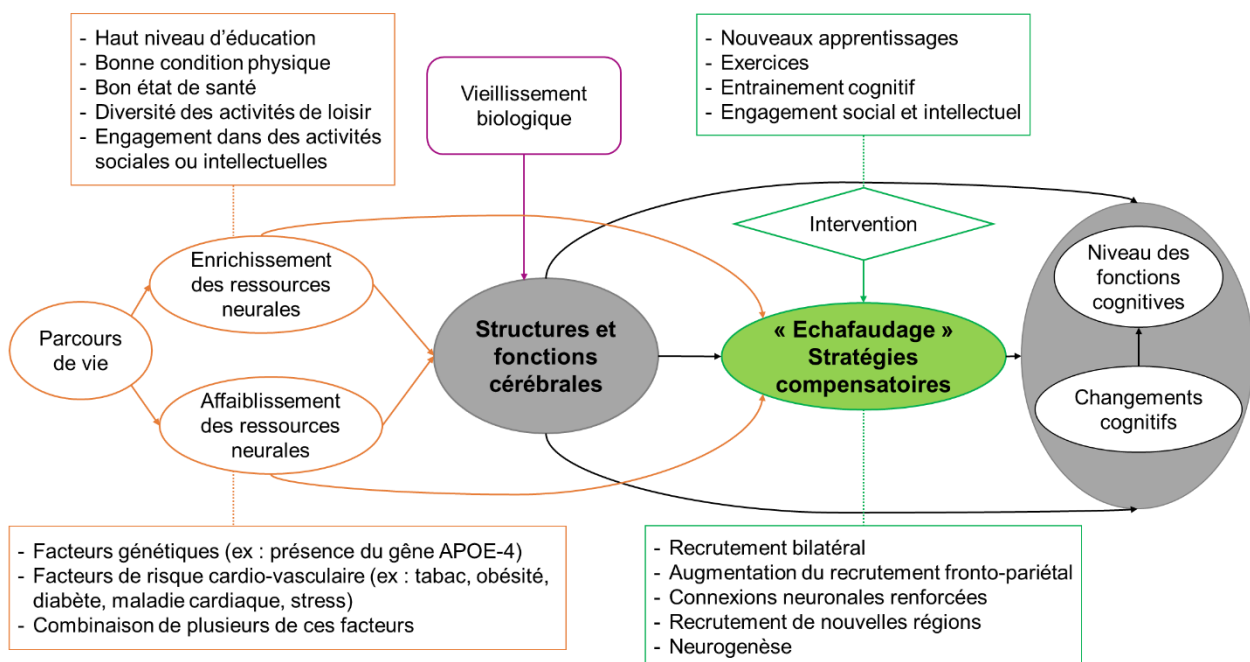 - Haut niveau d'éducation
- Bonne condition physique
- Bon état de santé
- Diversité des activités de loisir
- Engagement dans des activités
sociales ou intellectuelles
Vieillissement
biologique
- Nouveaux apprentissages
- Exercices
- Entrainement cognitif
- Engagement social et intellectuel
Intervention
Enrichissement
des ressources
neurales
Niveau des
fonctions
cognitives
Parcours
de vie
Structures et
fonctions
cérébrales
« Echafaudage »
Stratégies
compensatoires
Affaiblissement
des ressources
neurales
Changements
cognitifs
- Facteurs génétiques (ex : présence du gêne APOE-4)
- Facteurs de risque cardio-vasculaire (ex : tabac, obésité,
diabète, maladie cardiaque, stress)
- Combinaison de plusieurs de ces facteurs
- Recrutement bilatéral
- Augmentation du recrutement fronto-pariétal
- Connexions neuronales renforcées
- Recrutement de nouvelles régions
- Neurogenèse